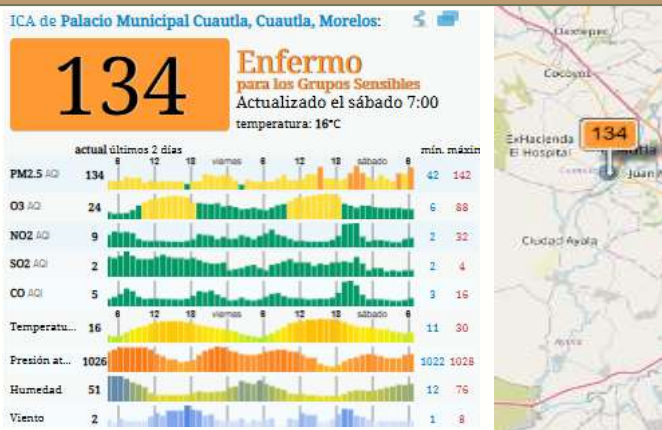 ICA de Palacio Municipal Cuautla, Cuautla, Morelos:
134
Enfermo
para los Grupos Sensibles
Actualizado el sábado 7:00
temperatura: 16°C
actual últimos 2 días mín. máxin
6 12 18 viernes 6 12 18 sábado 6
PM2.5 AQI 134 42 142
O3 AQI 24 6 88
NO2 AQI 9 2 32
SO2 AQI 2 2 4
CO AQI 5 3 16
6 12 18 viernes 6 12 18 sábado 6
Temperatu... 16 11 30
Presión at... 1026 1022 1028
Humedad 51 12 76
Viento 2 1 8
Cocoyoc
134
ExHacienda
El Hospital
Juan M
Ciudad Ayala